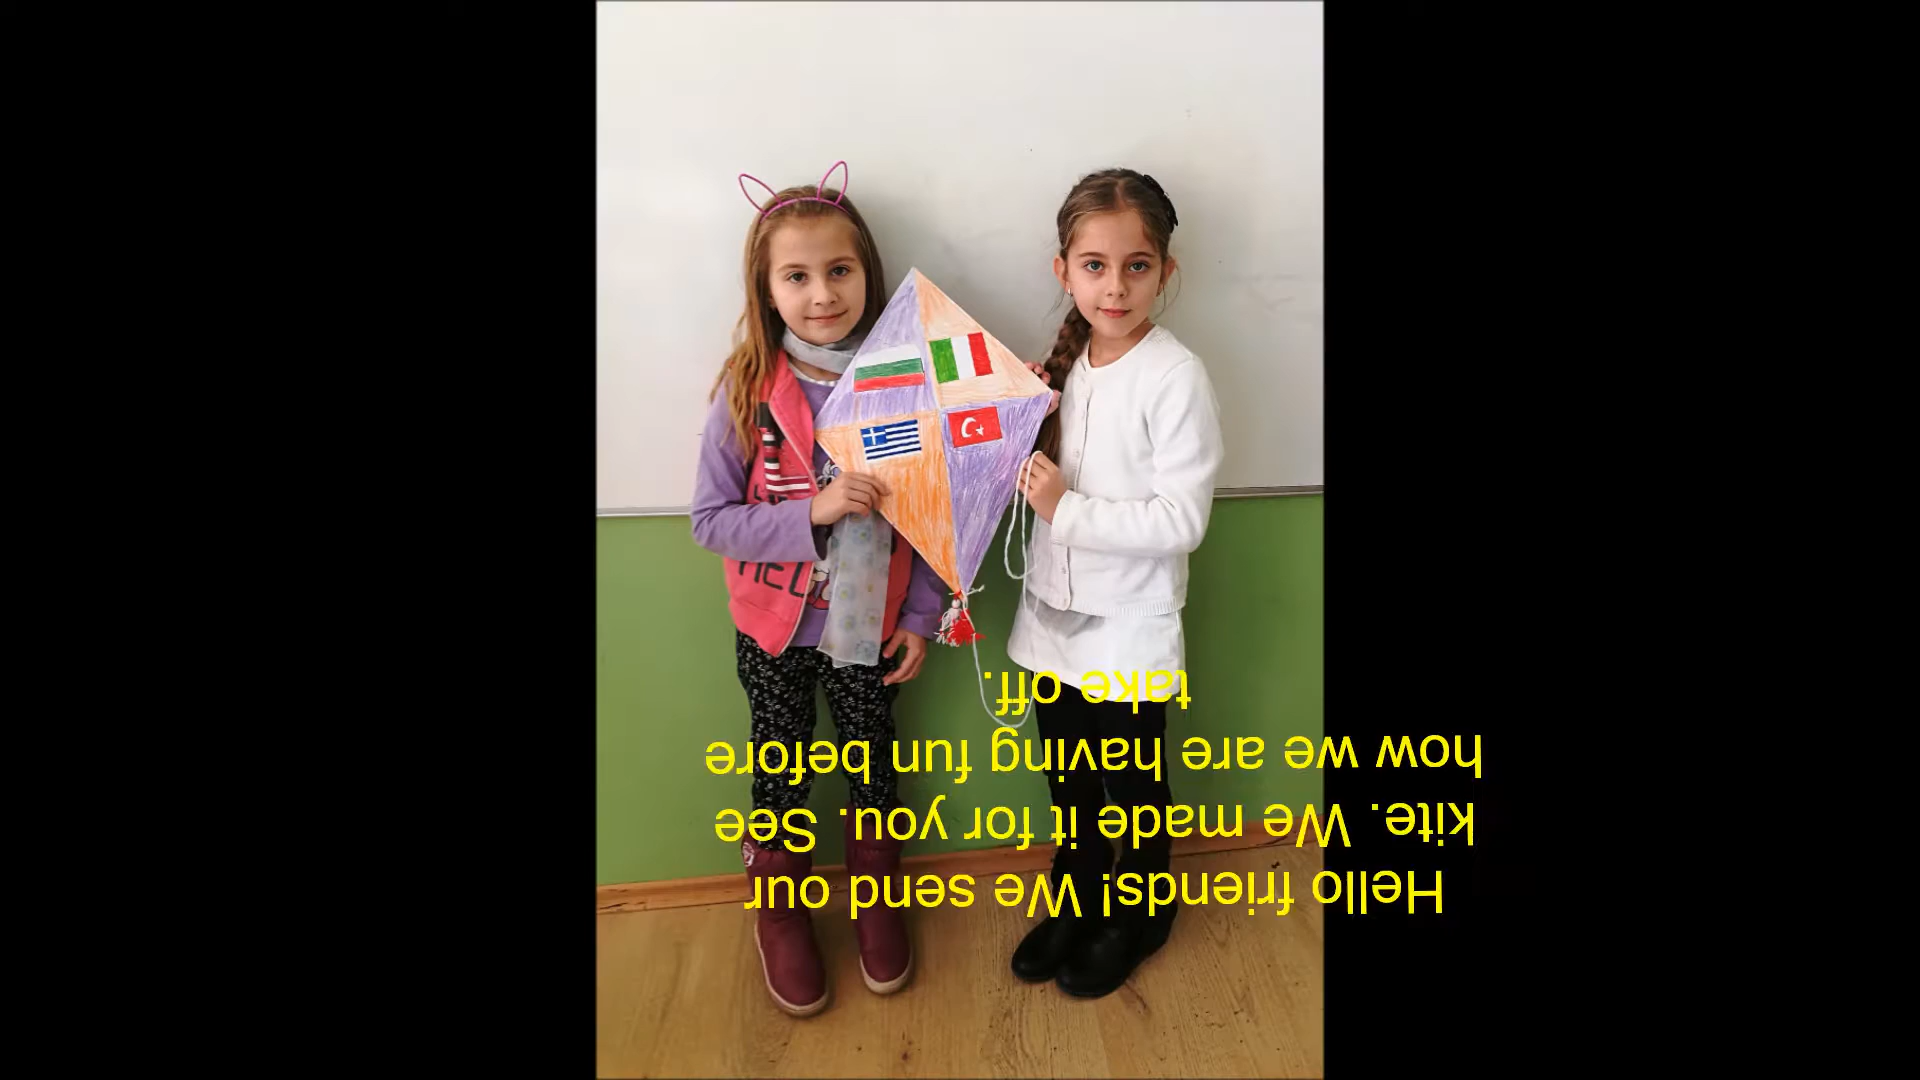 Hello friends! We send our
kite. We made it for you. See
how we are having fun before
take off.
HEL